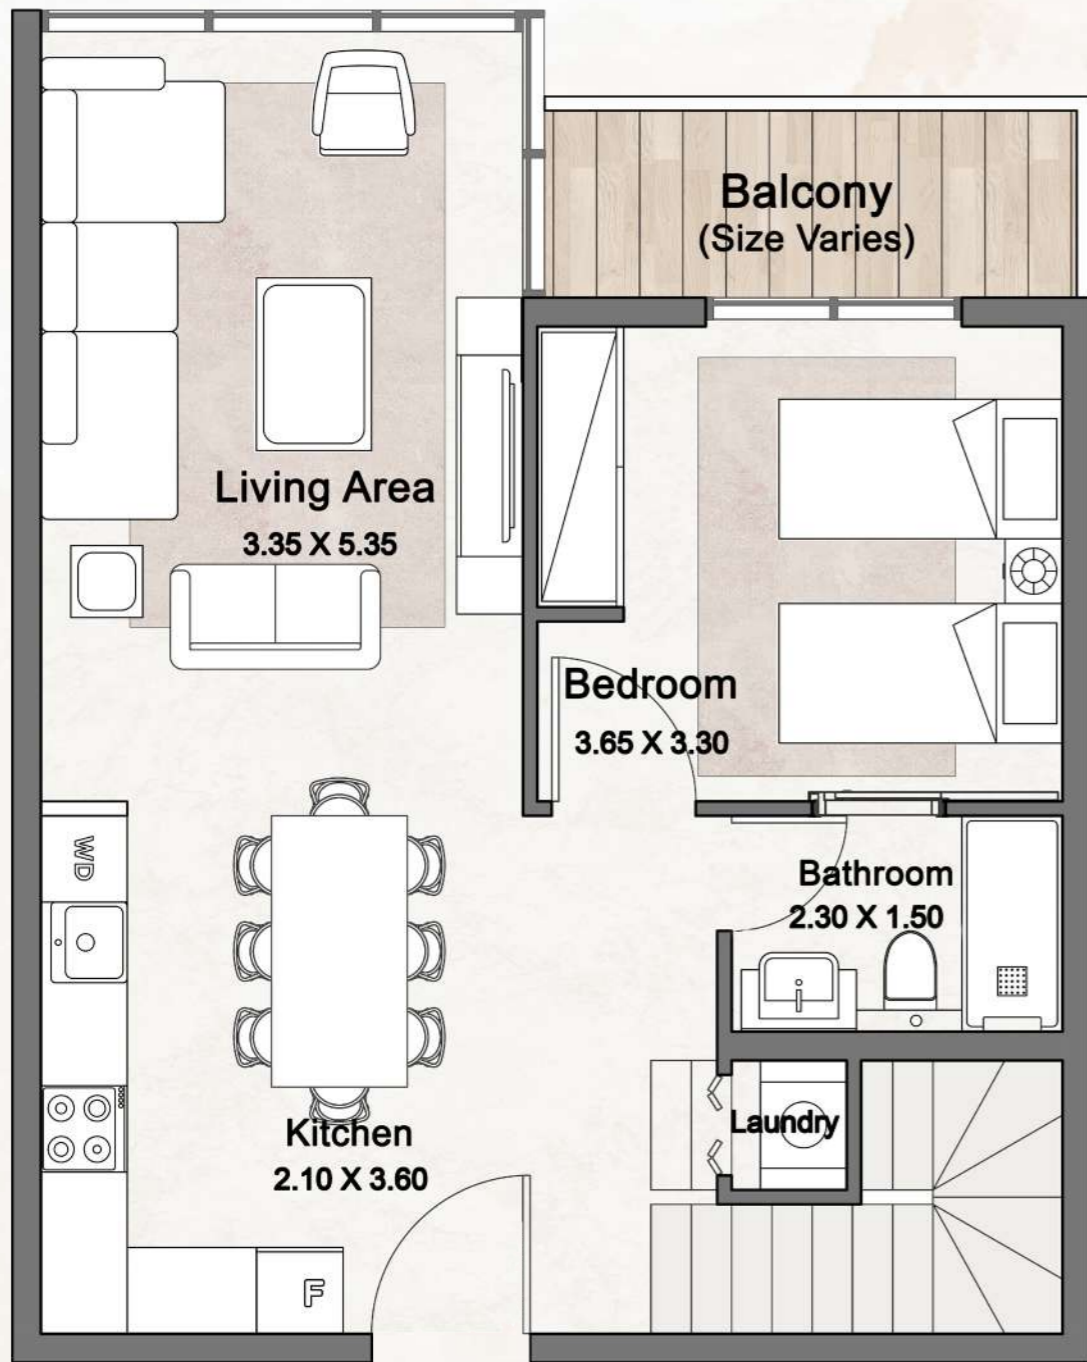 Balcony
(Size Varies)
Living Area
3.35 X 5.35
Bedroom
3.65 X 3.30
WD
Bathroom
2.30 X 1.50
Laundry
Kitchen
2.10 X 3.60
F